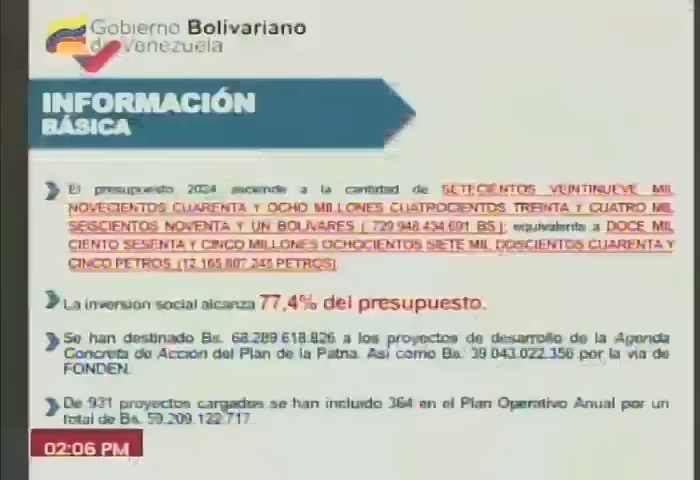 Gobierno Bolivariano
de Venezuela
INFORMACIÓN
BÁSICA
El presupuesto 2024 asciende a la cantidad de SETECIENTOS VEINTINUEVE MIL
NOVECIENTOS CUARENTA Y OCHO MILLONES CUATROCIENTOS TREINTA Y CUATRO MIL
SEISCIENTOS NOVENTA Y UN BOLIVARES ( 729.948.434.691 BS); equivalente a DOCE MIL
CIENTO SESENTA Y CINCO MILLONES OCHOCIENTOS SIETE MIL DOSCIENTOS CUARENTA Y
CINCO PETROS (12.165.807.245 PETROS)
La inversion social alcanza 77,4% del presupuesto.
Se han destinado Bs. 68.289.618.826 a los proyectos de desarrollo de la Agenda
Concreta de Acción del Plan de la Patria. Así como Bs. 39.043.022.356 por la via de
FONDEN.
De 931 proyectos cargados se han incluido 364 en el Plan Operativo Anual por un
total de Bs. 59.209.122.717.
02:06 PM